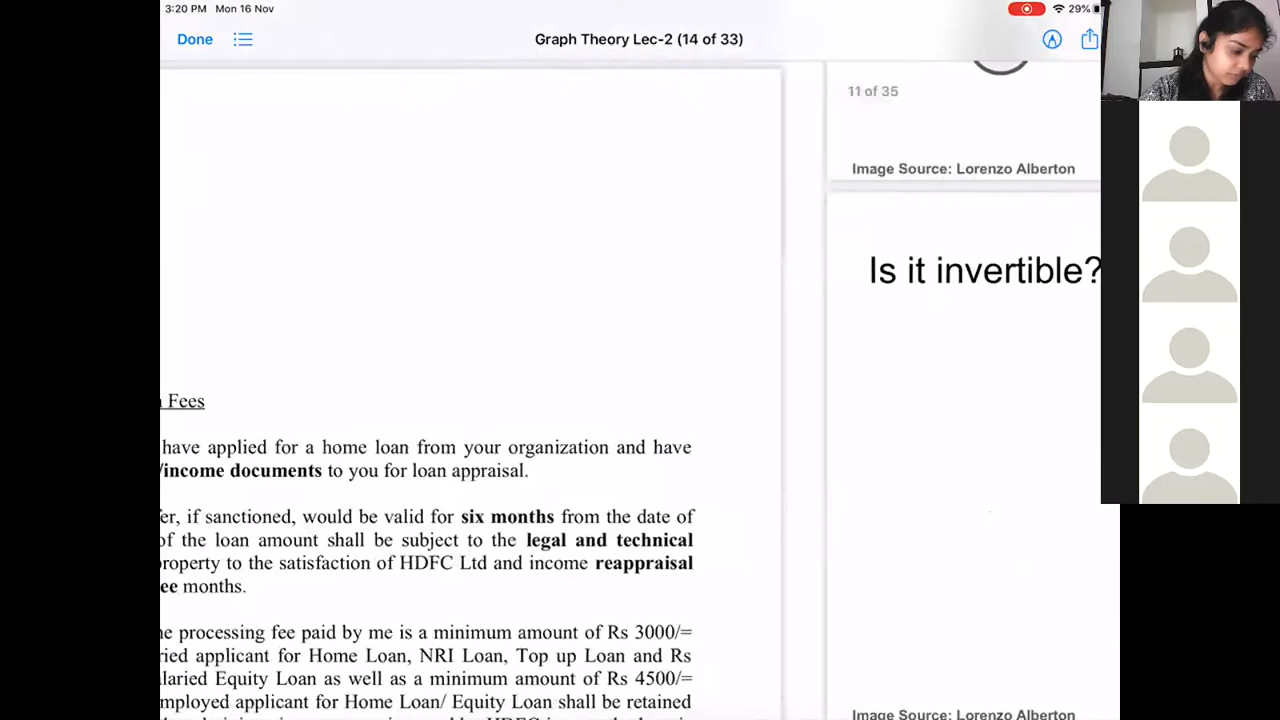 3:20 PM Mon 16 Nov
29%
Done
Graph Theory Lec-2 (14 of 33)
Fees
have applied for a home loan from your organization and have
/income documents to you for loan appraisal.
if sanctioned, would be valid for six months from the date of
of the loan amount shall be subject to the legal and technical
property to the satisfaction of HDFC Ltd and income reappraisal
months.
processing fee paid by me is a minimum amount of Rs 3000/=
applicant for Home Loan, NRI Loan, Top up Loan and Rs
Equity Loan as well as a minimum amount of Rs 4500/=
applicant for Home Loan/ Equity Loan shall be retained
11 of 35
Image Source: Lorenzo Alberton
Is it invertible?
Image Source: Lorenzo Alberton